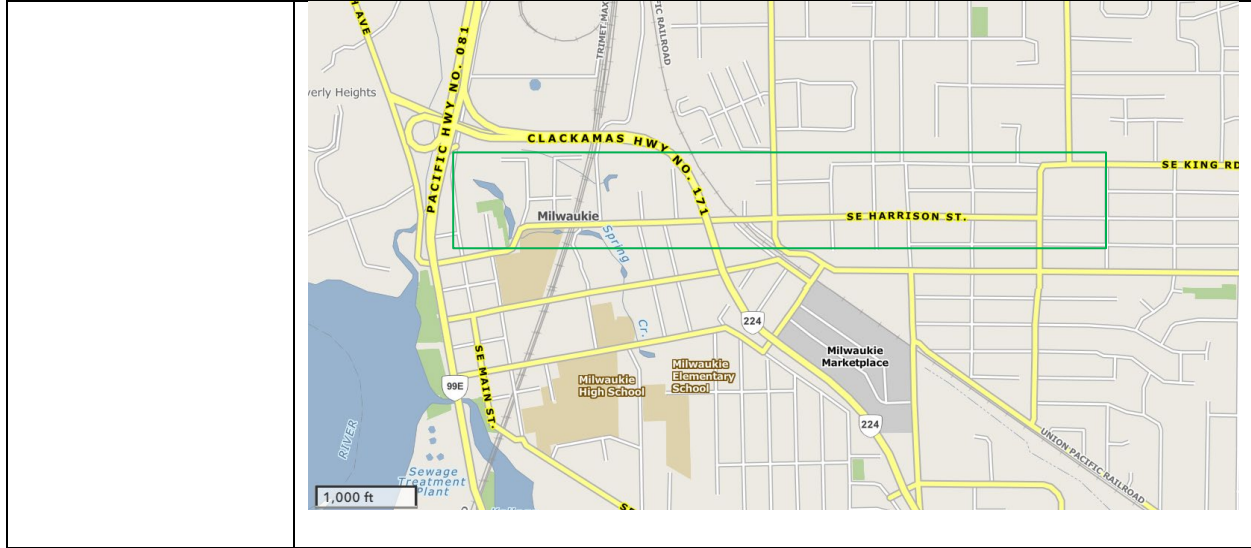 H AVE
PACIFIC HWY NO. 081
TRIMET MAX
PIC RAILROAD
verly Heights
CLACKAMAS HWY NO. 171
SE KING RD
Milwaukie
SE HARRISON ST.
Spring
Cr.
224
Milwaukie
Marketplace
SE MAIN ST.
99E
Milwaukie
High School
Milwaukie
Elementary
School
224
RIVER
UNION PACIFIC RAILROAD
Sewage
Treatment
Plant
1,000 ft